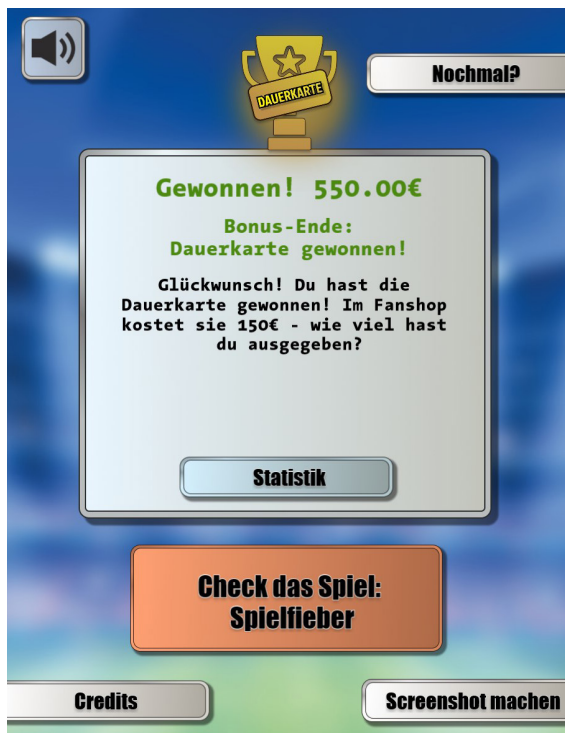 Nochmal?
DAUERKARTE
Gewonnen! 550.00€
Bonus-Ende:
Dauerkarte gewonnen!
Glückwunsch! Du hast die
Dauerkarte gewonnen! Im Fanshop
kostet sie 150€ - wie viel hast
du ausgegeben?
Statistik
Check das Spiel:
Spielfieber
Credits
Screenshot machen